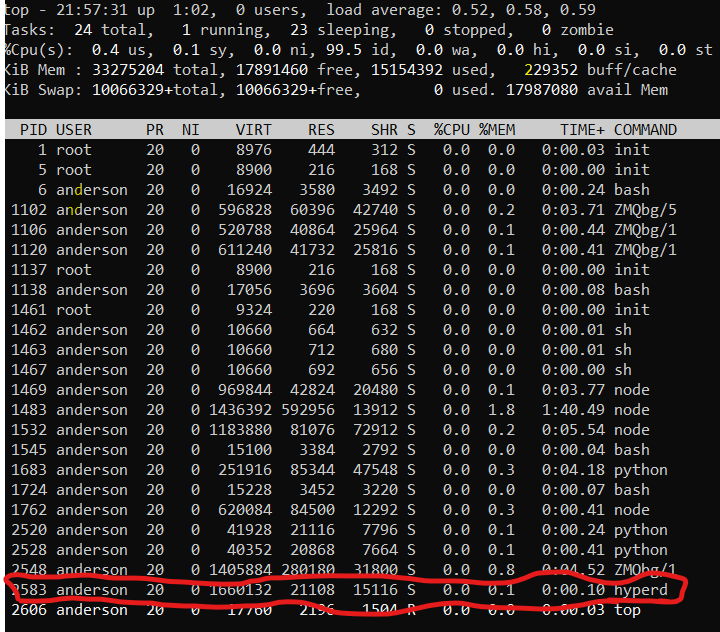 top - 21:57:31 up  1:02,  0 users,  load average: 0.52, 0.58, 0.59
Tasks:  24 total,   1 running,  23 sleeping,   0 stopped,   0 zombie
%Cpu(s):  0.4 us,  0.1 sy,  0.0 ni, 99.5 id,  0.0 wa,  0.0 hi,  0.0 si,  0.0 st
KiB Mem : 33275204 total, 17891460 free, 15154392 used,   229352 buff/cache
KiB Swap: 10066329+total, 10066329+free,        0 used. 17987080 avail Mem
PID USER      PR  NI    VIRT    RES    SHR S  %CPU %MEM     TIME+ COMMAND
1 root      20   0    8976    444    312 S   0.0  0.0   0:00.03 init
5 root      20   0    8900    216    168 S   0.0  0.0   0:00.00 init
6 anderson  20   0   16924   3580   3492 S   0.0  0.0   0:00.24 bash
1102 anderson  20   0  596828  60396  42740 S   0.0  0.2   0:03.71 ZMQbg/5
1106 anderson  20   0  520788  40864  25964 S   0.0  0.1   0:00.44 ZMQbg/1
1120 anderson  20   0  611240  41732  25816 S   0.0  0.1   0:00.41 ZMQbg/1
1137 root      20   0    8900    216    168 S   0.0  0.0   0:00.00 init
1138 anderson  20   0   17056   3696   3604 S   0.0  0.0   0:00.08 bash
1461 root      20   0    9324    220    168 S   0.0  0.0   0:00.00 init
1462 anderson  20   0   10660    664    632 S   0.0  0.0   0:00.01 sh
1463 anderson  20   0   10660    712    680 S   0.0  0.0   0:00.01 sh
1467 anderson  20   0   10660    692    656 S   0.0  0.0   0:00.00 sh
1469 anderson  20   0  969844  42824  20480 S   0.0  0.1   0:03.77 node
1483 anderson  20   0 1436392 592956  13912 S   0.0  1.8   1:40.49 node
1532 anderson  20   0 1183880  81076  72912 S   0.0  0.2   0:05.54 node
1545 anderson  20   0   15100   3384   2792 S   0.0  0.0   0:00.04 bash
1683 anderson  20   0  251916  85344  47548 S   0.0  0.3   0:04.18 python
1724 anderson  20   0   15228   3452   3220 S   0.0  0.0   0:00.07 bash
1762 anderson  20   0  620084  84500  12292 S   0.0  0.3   0:00.41 node
2520 anderson  20   0   41928  21116   7796 S   0.0  0.1   0:00.24 python
2528 anderson  20   0   40352  20868   7664 S   0.0  0.1   0:00.41 python
2548 anderson  20   0 1405884 280180  31800 S   0.0  0.8   0:04.52 ZMQbg/1
2583 anderson  20   0 1660132  21108  15116 S   0.0  0.1   0:00.10 hyperd
2606 anderson  20   0   17760   2196   1504 R   0.0  0.0   0:00.03 top